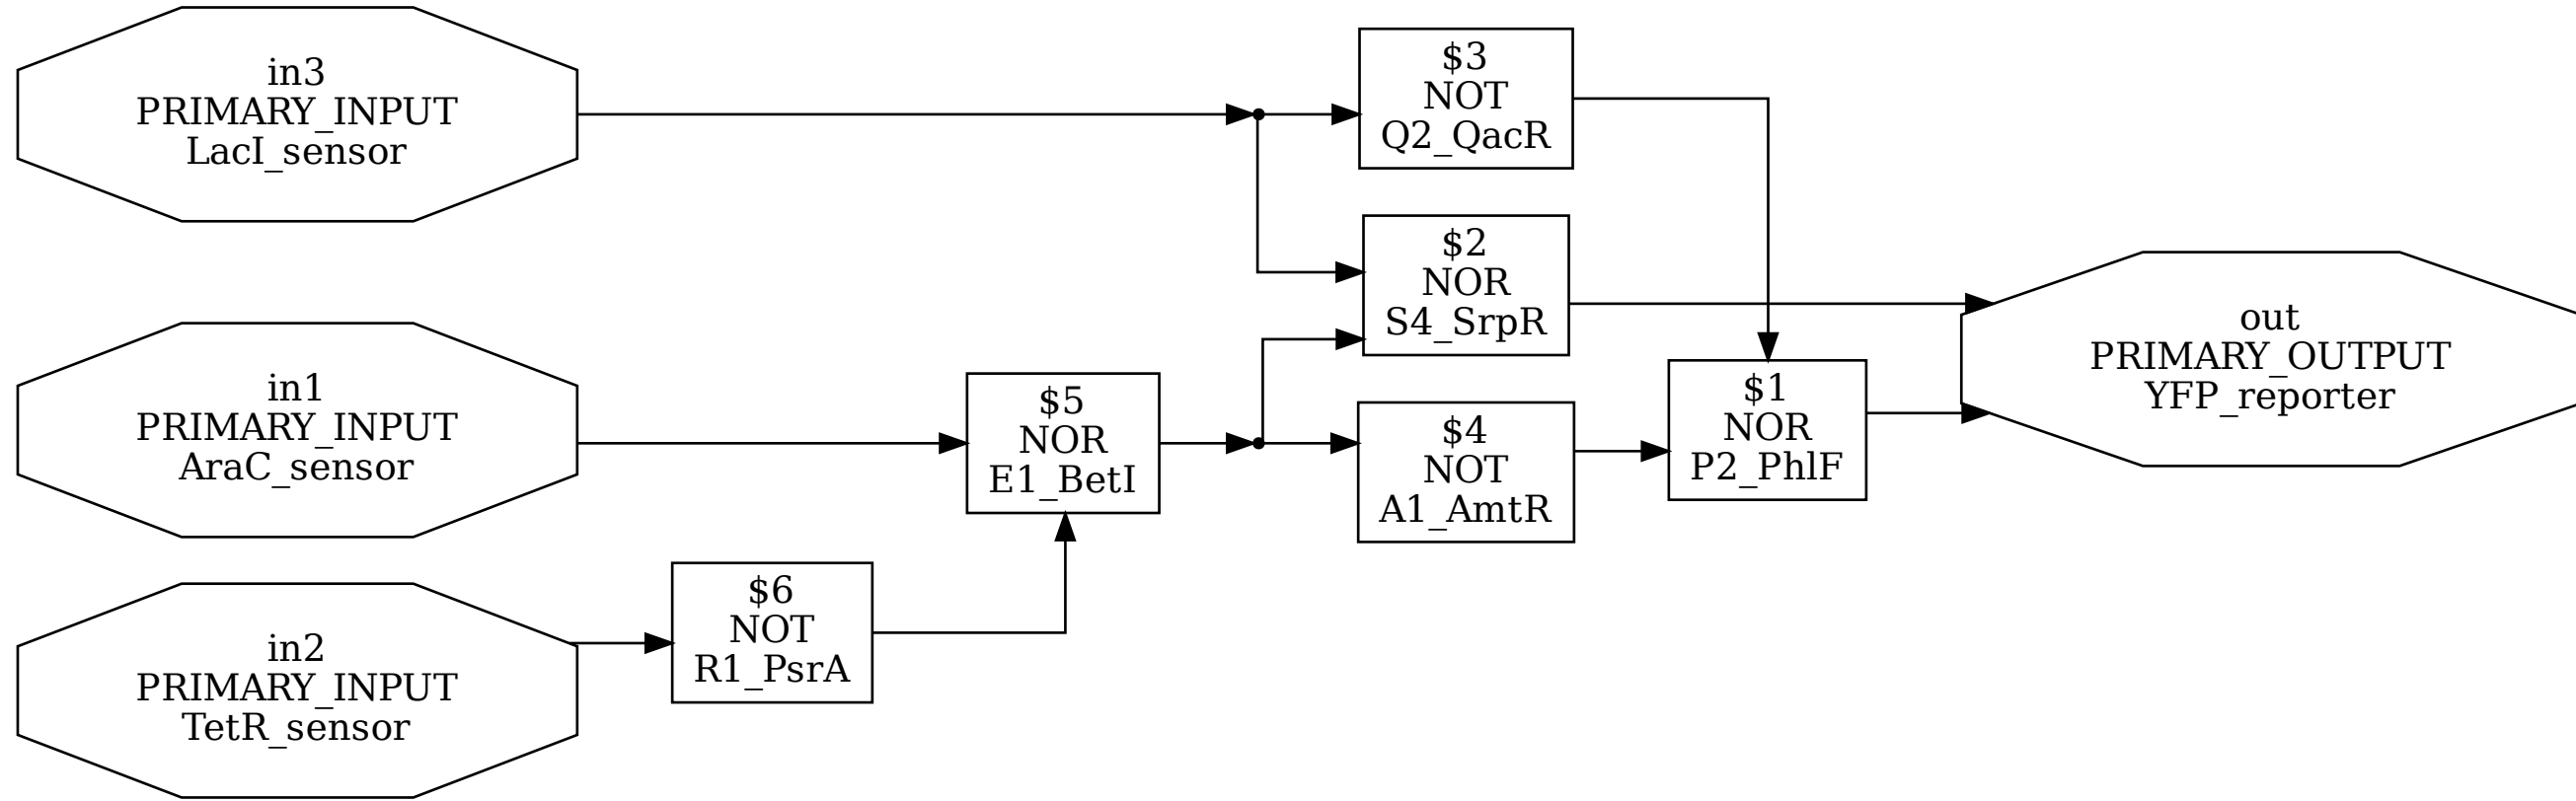 in3
PRIMARY_INPUT
LacI_sensor
$3
NOT
Q2_QacR
$2
NOR
S4_SrpR
out
PRIMARY_OUTPUT
YFP_reporter
in1
PRIMARY_INPUT
AraC_sensor
$5
NOR
E1_BetI
$4
NOT
A1_AmtR
$1
NOR
P2_PhlF
in2
PRIMARY_INPUT
TetR_sensor
$6
NOT
R1_PsrA